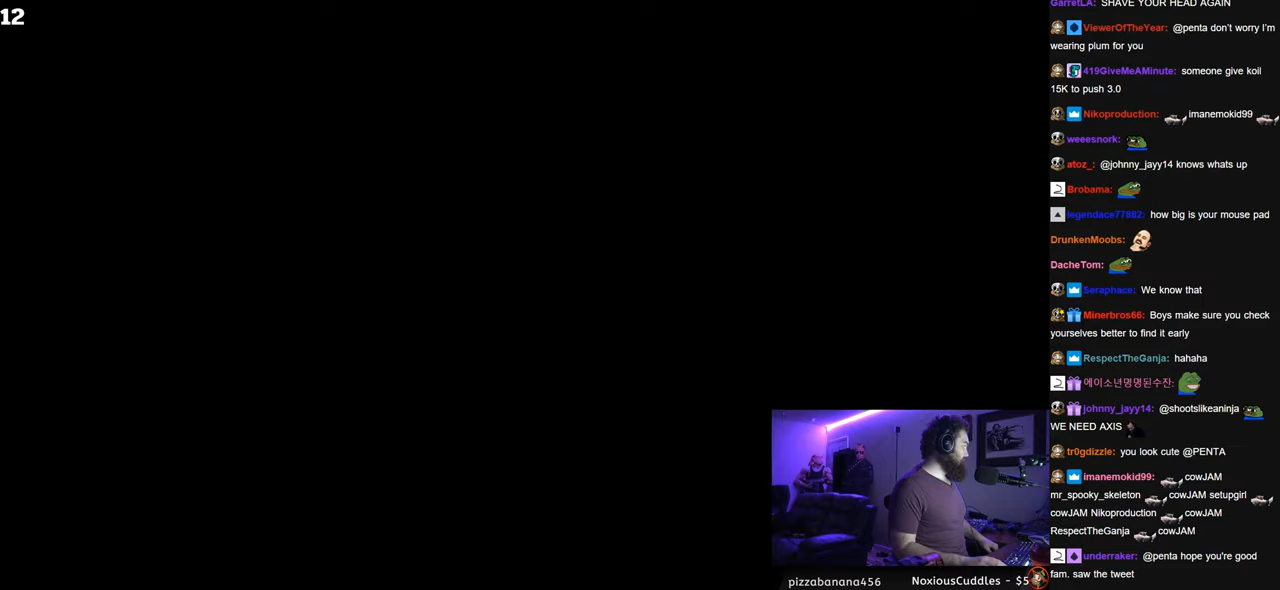 12
GarretLA: SHAVE YOUR HEAD AGAIN
ViewerOfTheYear: @penta don't worry I'm
wearing plum for you
419GiveMeAMinute: someone give koil
15K to push 3.0
Nikoproduction: imanemokid99
weeesnork:
atoz_: @johnny_jayy14 knows whats up
Brobama:
legendace77882: how big is your mouse pad
DrunkenMoobs:
DacheTom:
Seraphace: We know that
Minerbros66: Boys make sure you check
yourselves better to find it early
RespectTheGanja: hahaha
에이소년명명된수잔:
johnny_jayy14: @shootslikeaninja
WE NEED AXIS
tr0gdizzle: you look cute @PENTA
imanemokid99: cowJAM
mr_spooky_skeleton cowJAM setupgirl
cowJAM Nikoproduction cowJAM
RespectTheGanja cowJAM
underraker: @penta hope you're good
fam. saw the tweet
pizzabanana456 NoxiousCuddles - $5